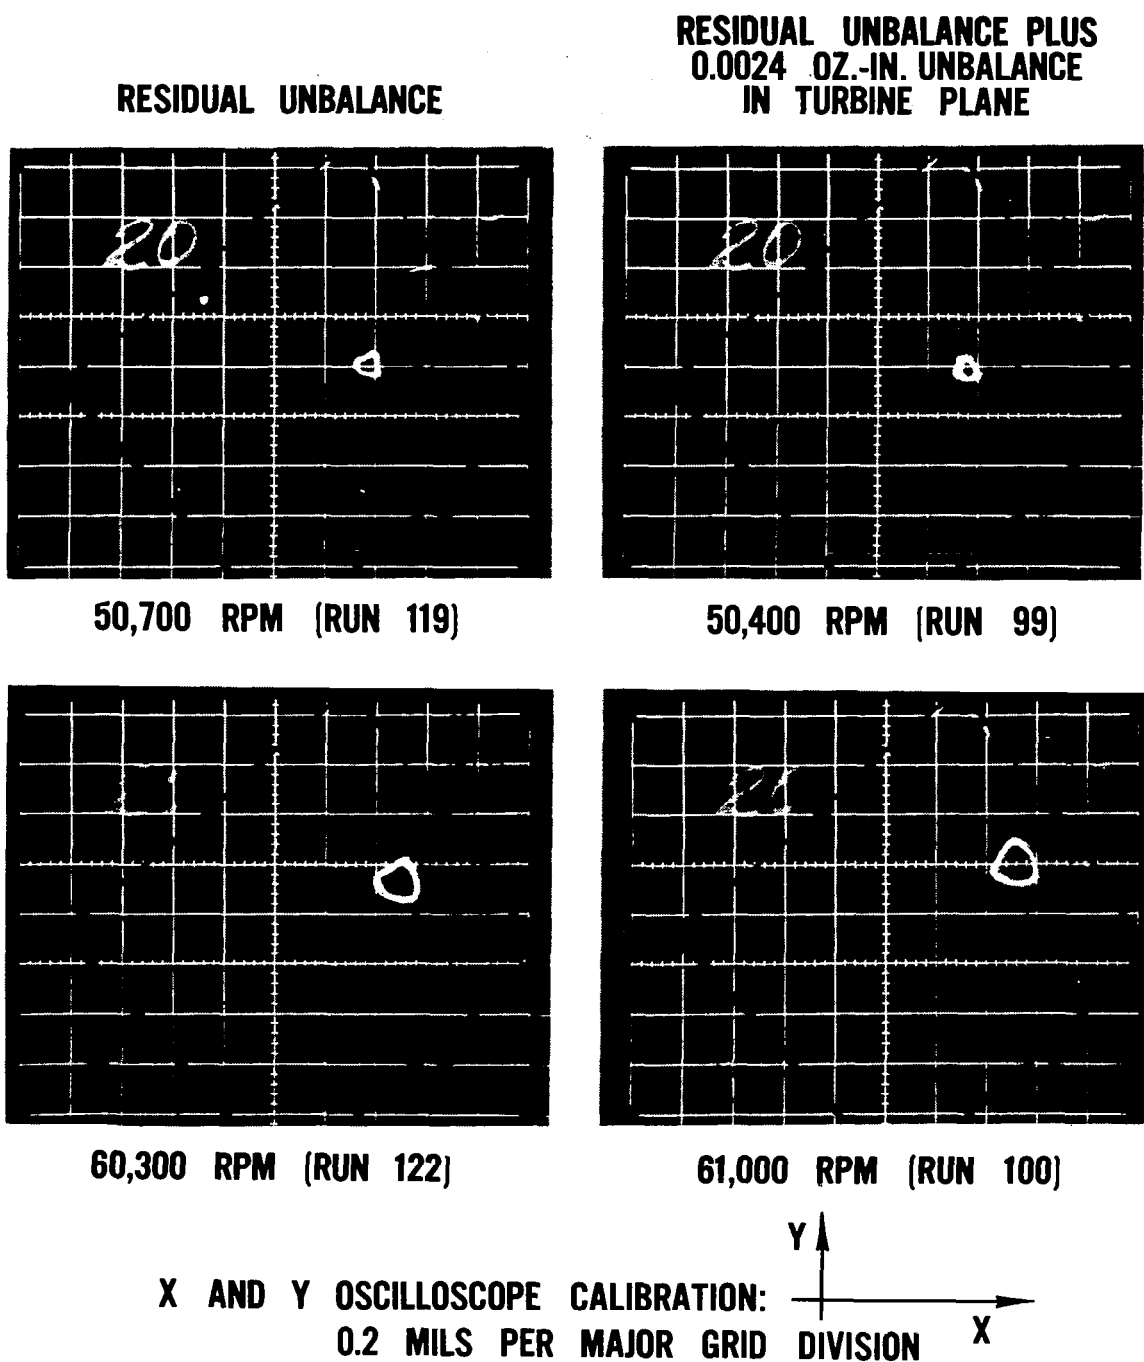 RESIDUAL UNBALANCE
RESIDUAL UNBALANCE PLUS
0.0024 OZ.-IN. UNBALANCE
IN TURBINE PLANE
20
20
50,700 RPM (RUN 119)
50,400 RPM (RUN 99)
60,300 RPM (RUN 122)
61,000 RPM (RUN 100)
Y
X AND Y OSCILLOSCOPE CALIBRATION:
0.2 MILS PER MAJOR GRID DIVISION
X